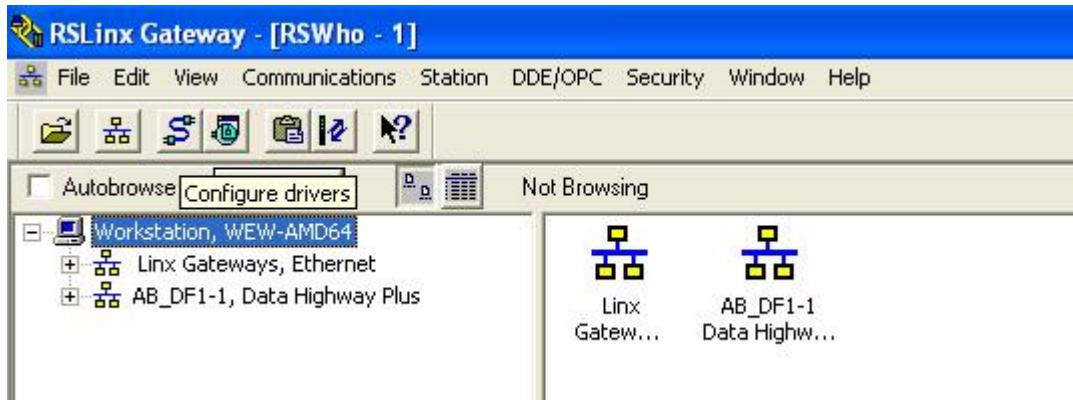 RSLinx Gateway - [RSWho - 1]
File Edit View Communications Station DDE/OPC Security Window Help
Autobrowse Configure drivers Not Browsing
Workstation, WEW-AMD64
Linx Gateways, Ethernet
AB_DF1-1, Data Highway Plus
Linx
Gatew...
AB_DF1-1
Data Highw...